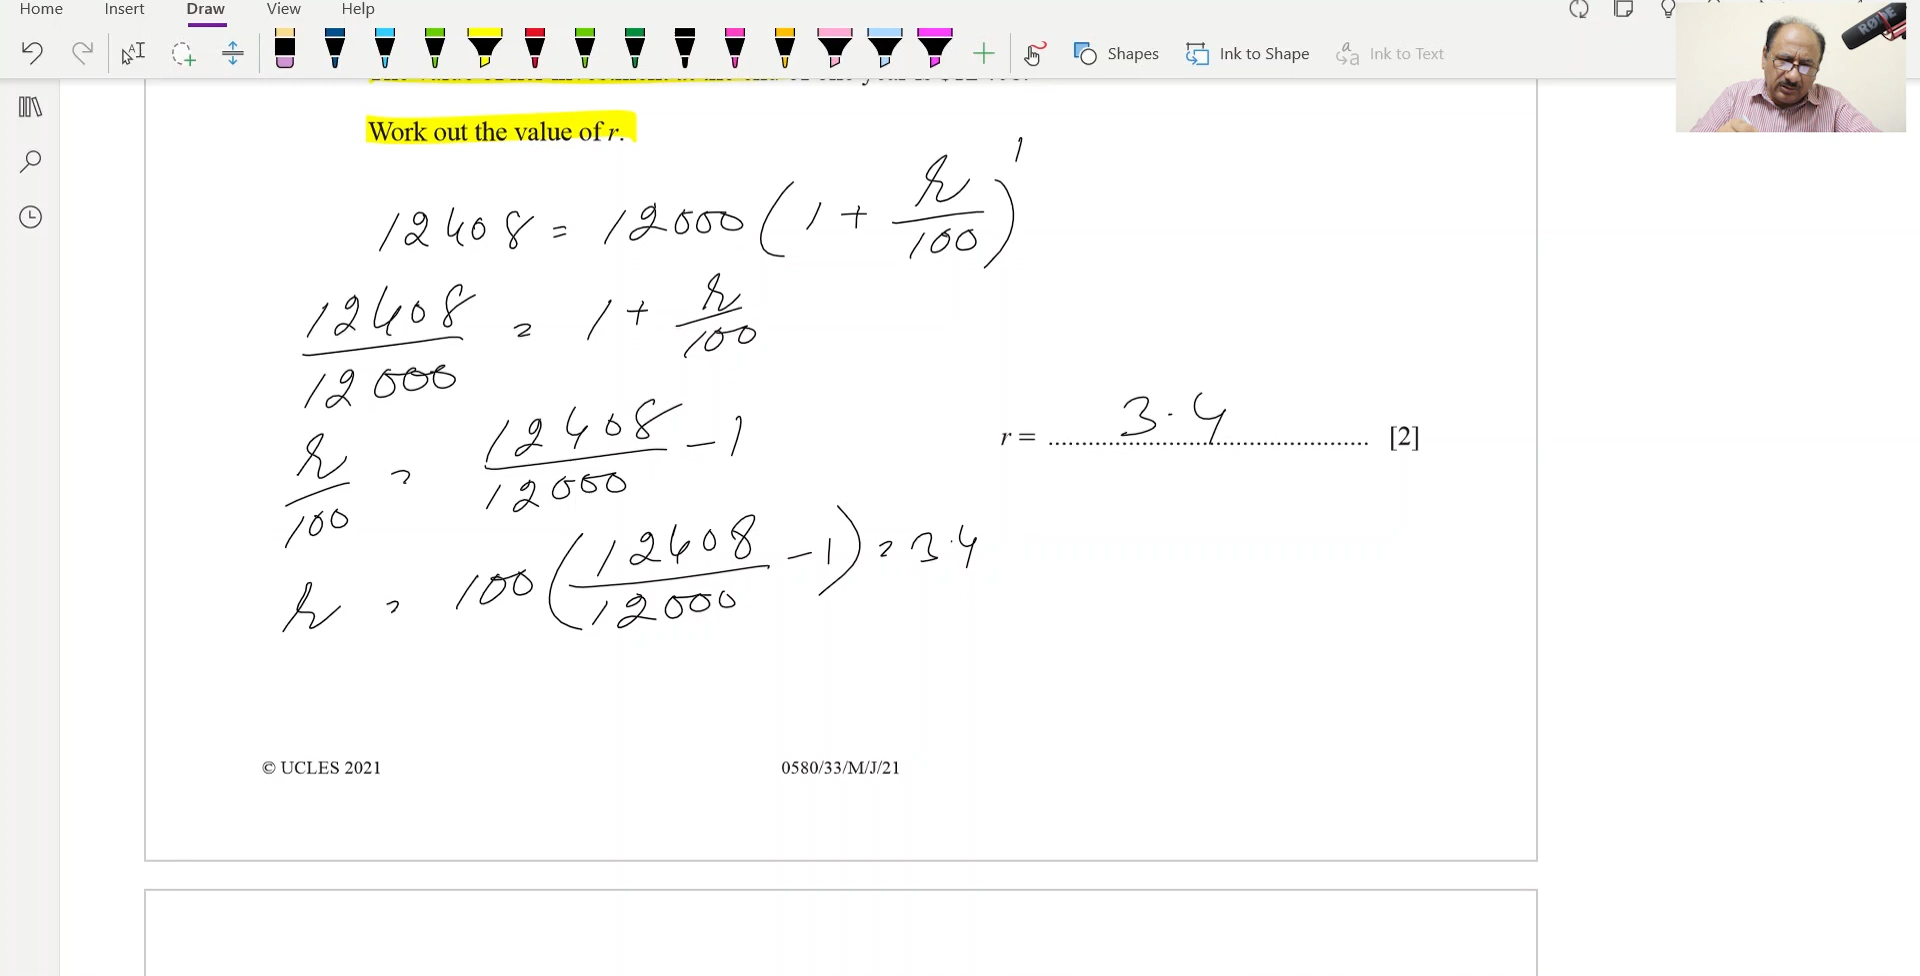 Home Insert Draw View Help
Shapes Ink to Shape Ink to Text
Work out the value of r.
12408 = 12000 (1 + r/100)^1
12408/12000 = 1 + r/100
r/100 = 12408/12000 - 1
r = 3.4 [2]
r = 100 (12408/12000 - 1) = 3.4
© UCLES 2021 0580/33/M/J/21
RØDE